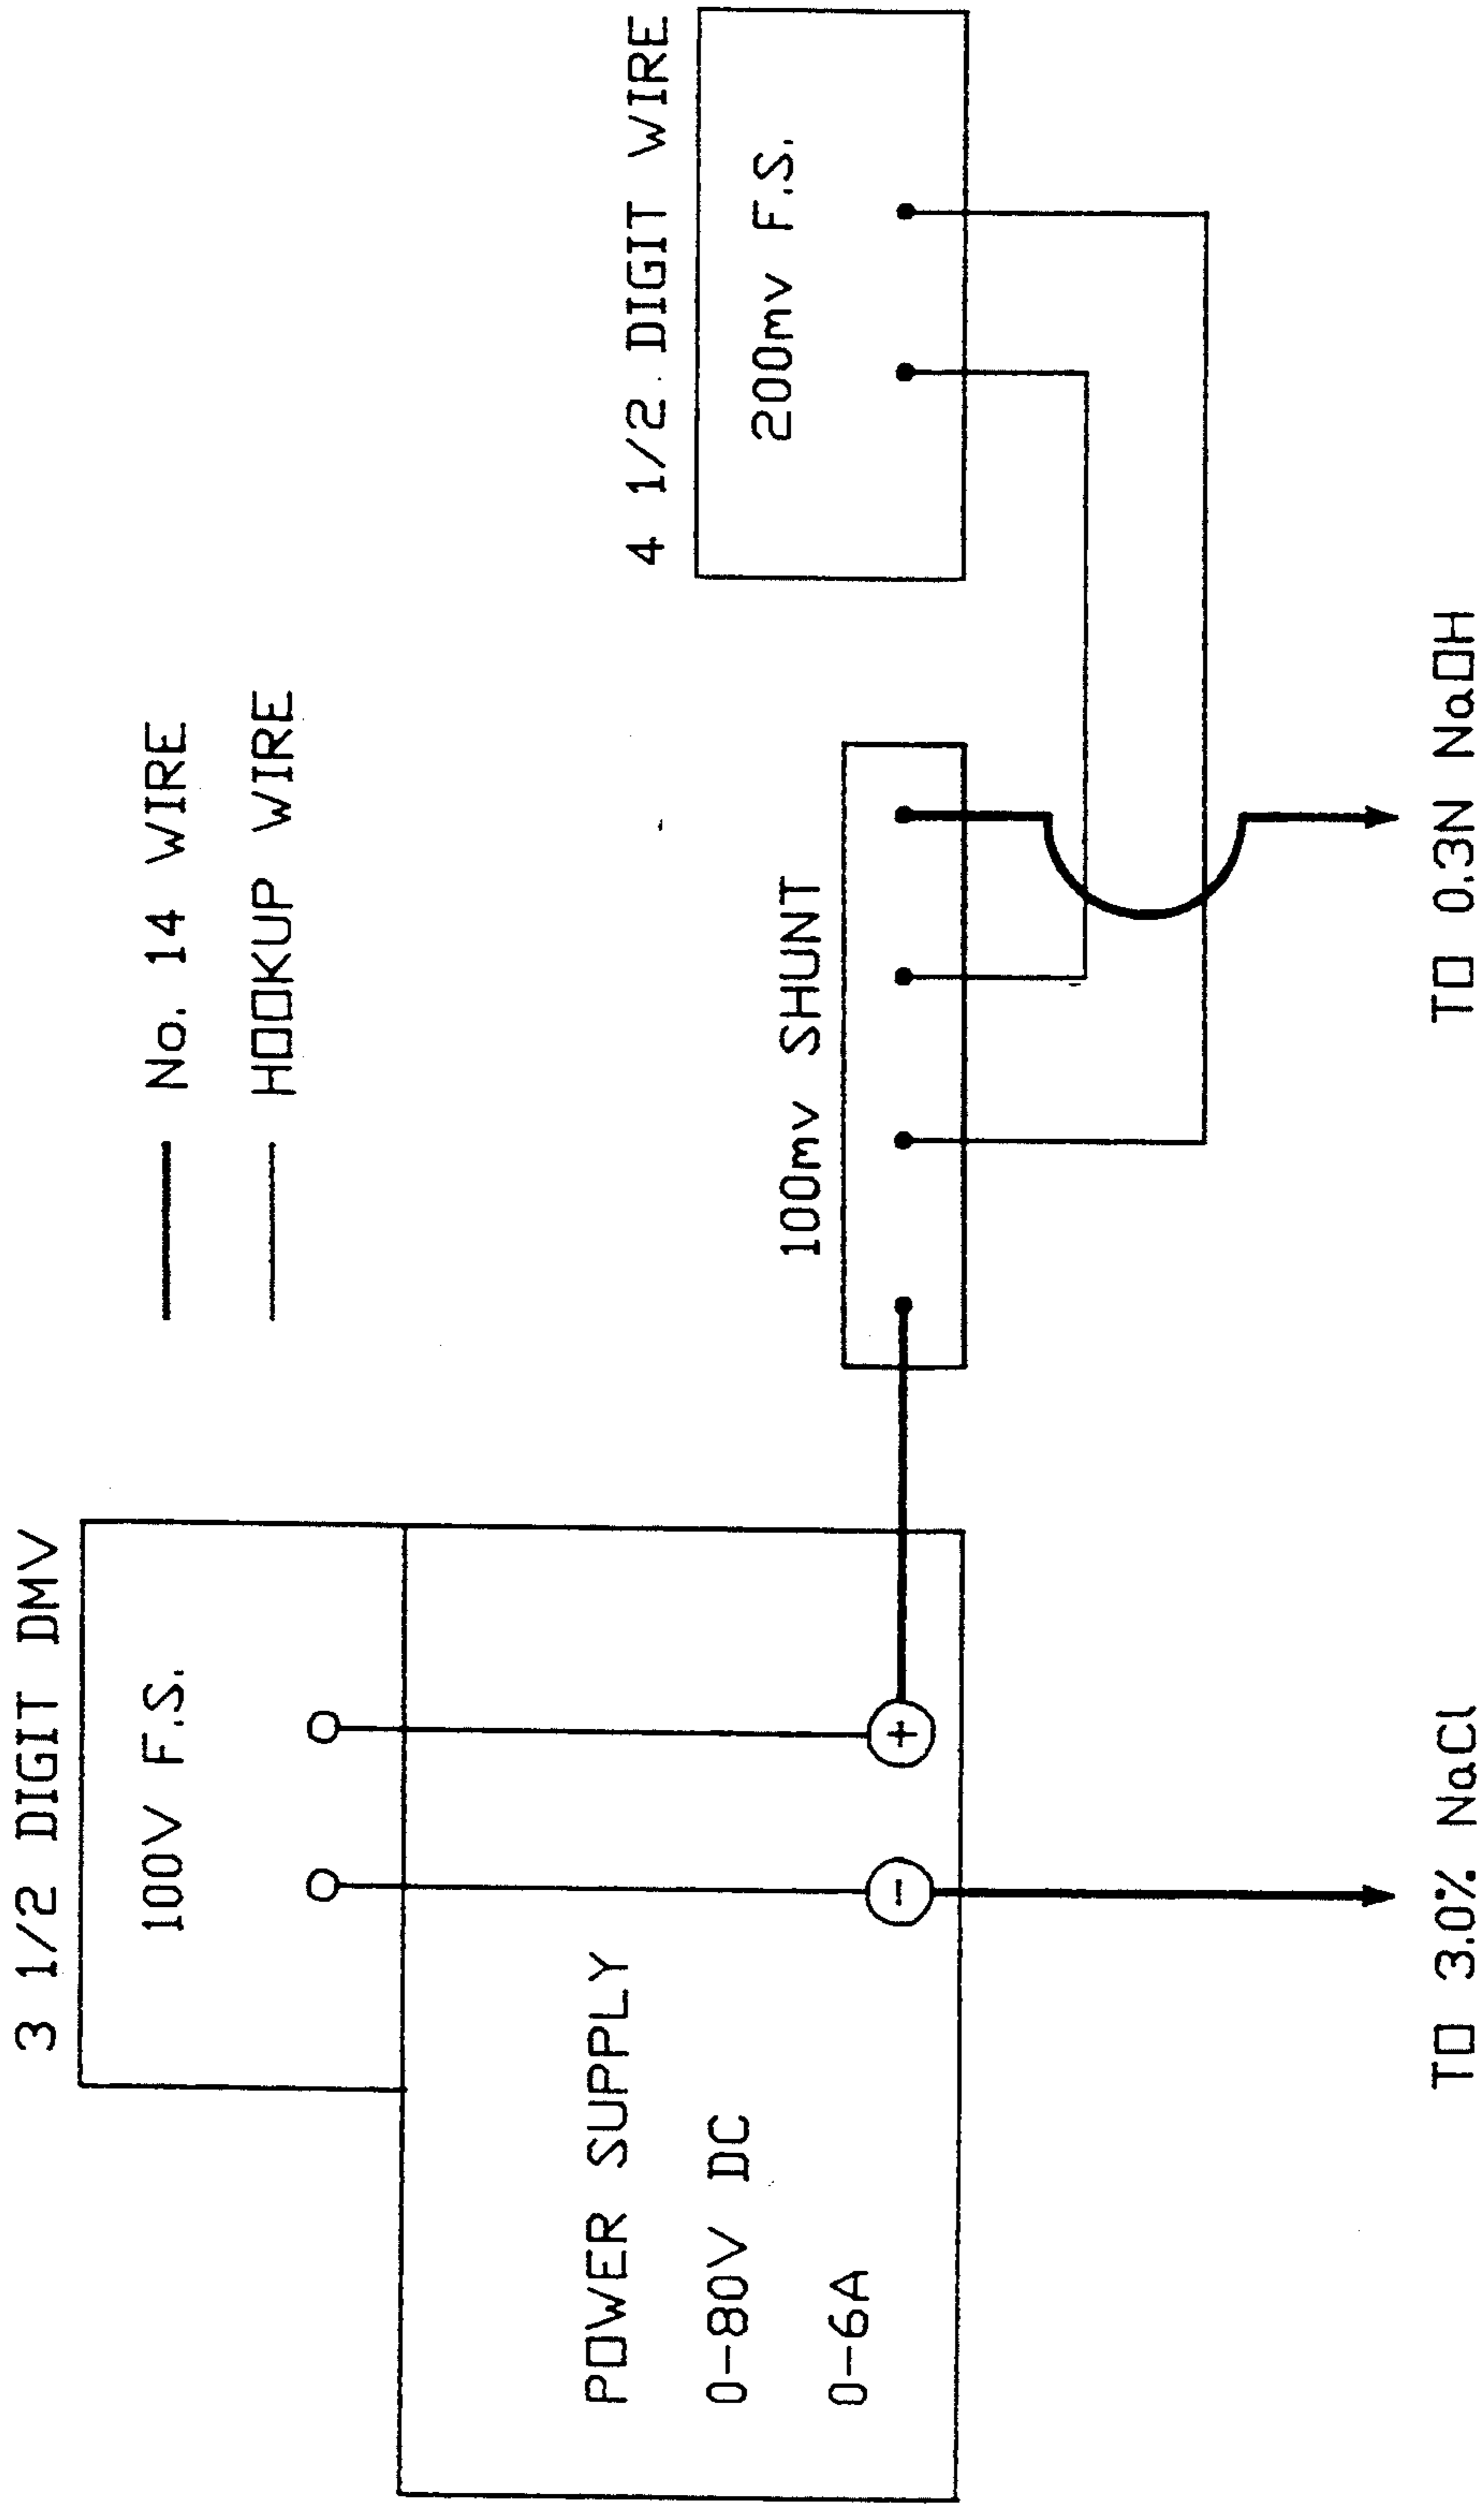 3 1/2 DIGIT DMV
100V F.S.
POWER SUPPLY
0-80V DC
0-6A
+
-
TO 3.0% NaCl
No. 14 WIRE
HOOKUP WIRE
100mv SHUNT
4 1/2 DIGIT WIRE
200mv F.S.
TO 0.3N NaOH